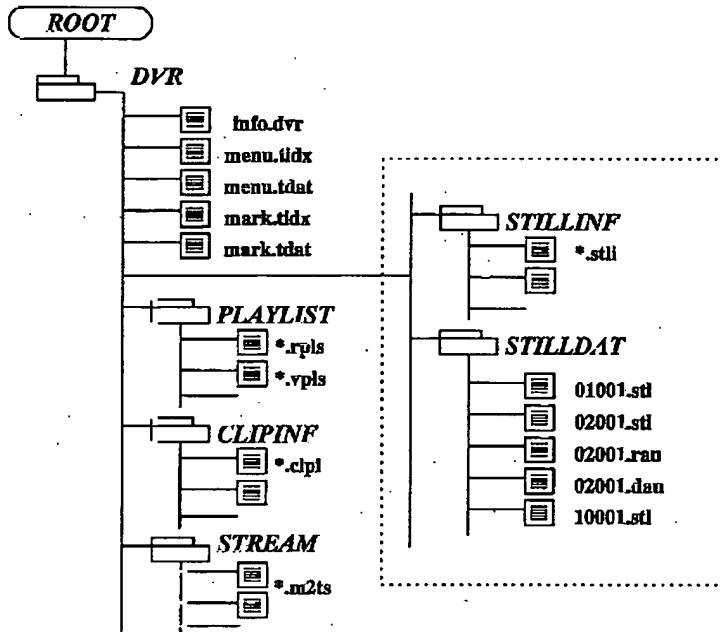 ROOT
DVR
info.dvr
menu.tidx
menu.tdat
mark.tidx
mark.tdat
PLAYLIST
*.rpls
*.vpls
CLIPINF
*.clpi
STREAM
*.m2ts
STILLINF
*.stli
STILLDAT
01001.stl
02001.stl
02001.rau
02001.dau
10001.stl